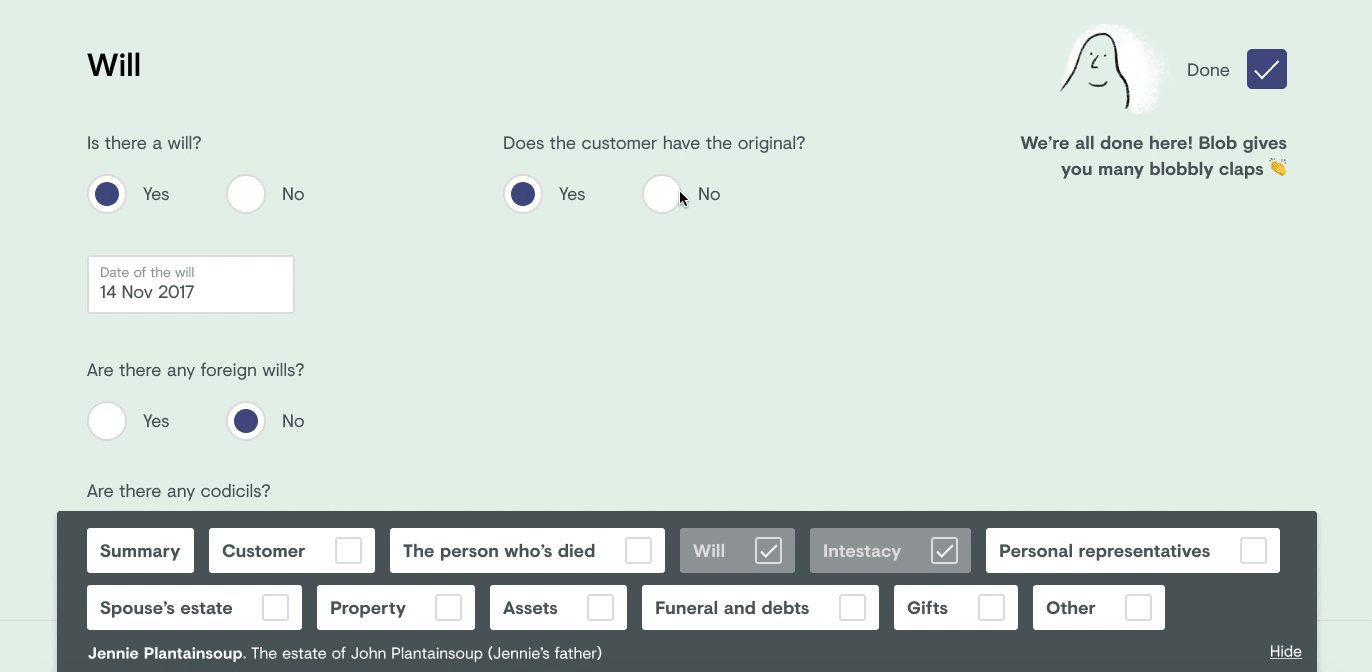 Will
Done
Is there a will?
Does the customer have the original?
We’re all done here! Blob gives
you many blobbly claps 👏
Yes
No
Yes
No
Date of the will
14 Nov 2017
Are there any foreign wills?
Yes
No
Are there any codicils?
Summary
Customer
The person who’s died
Will
Intestacy
Personal representatives
Spouse’s estate
Property
Assets
Funeral and debts
Gifts
Other
Jennie Plantainsoup. The estate of John Plantainsoup (Jennie’s father)
Hide